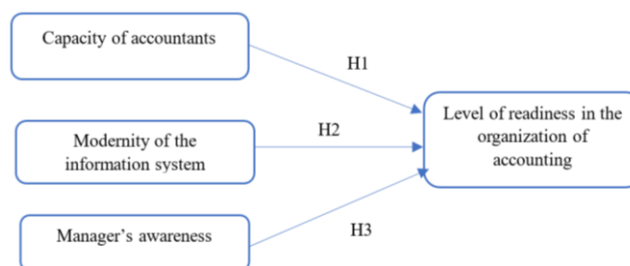 Capacity of accountants
H1
Level of readiness in the
organization of
accounting
Modernity of the
information system
H2
Manager's awareness
H3